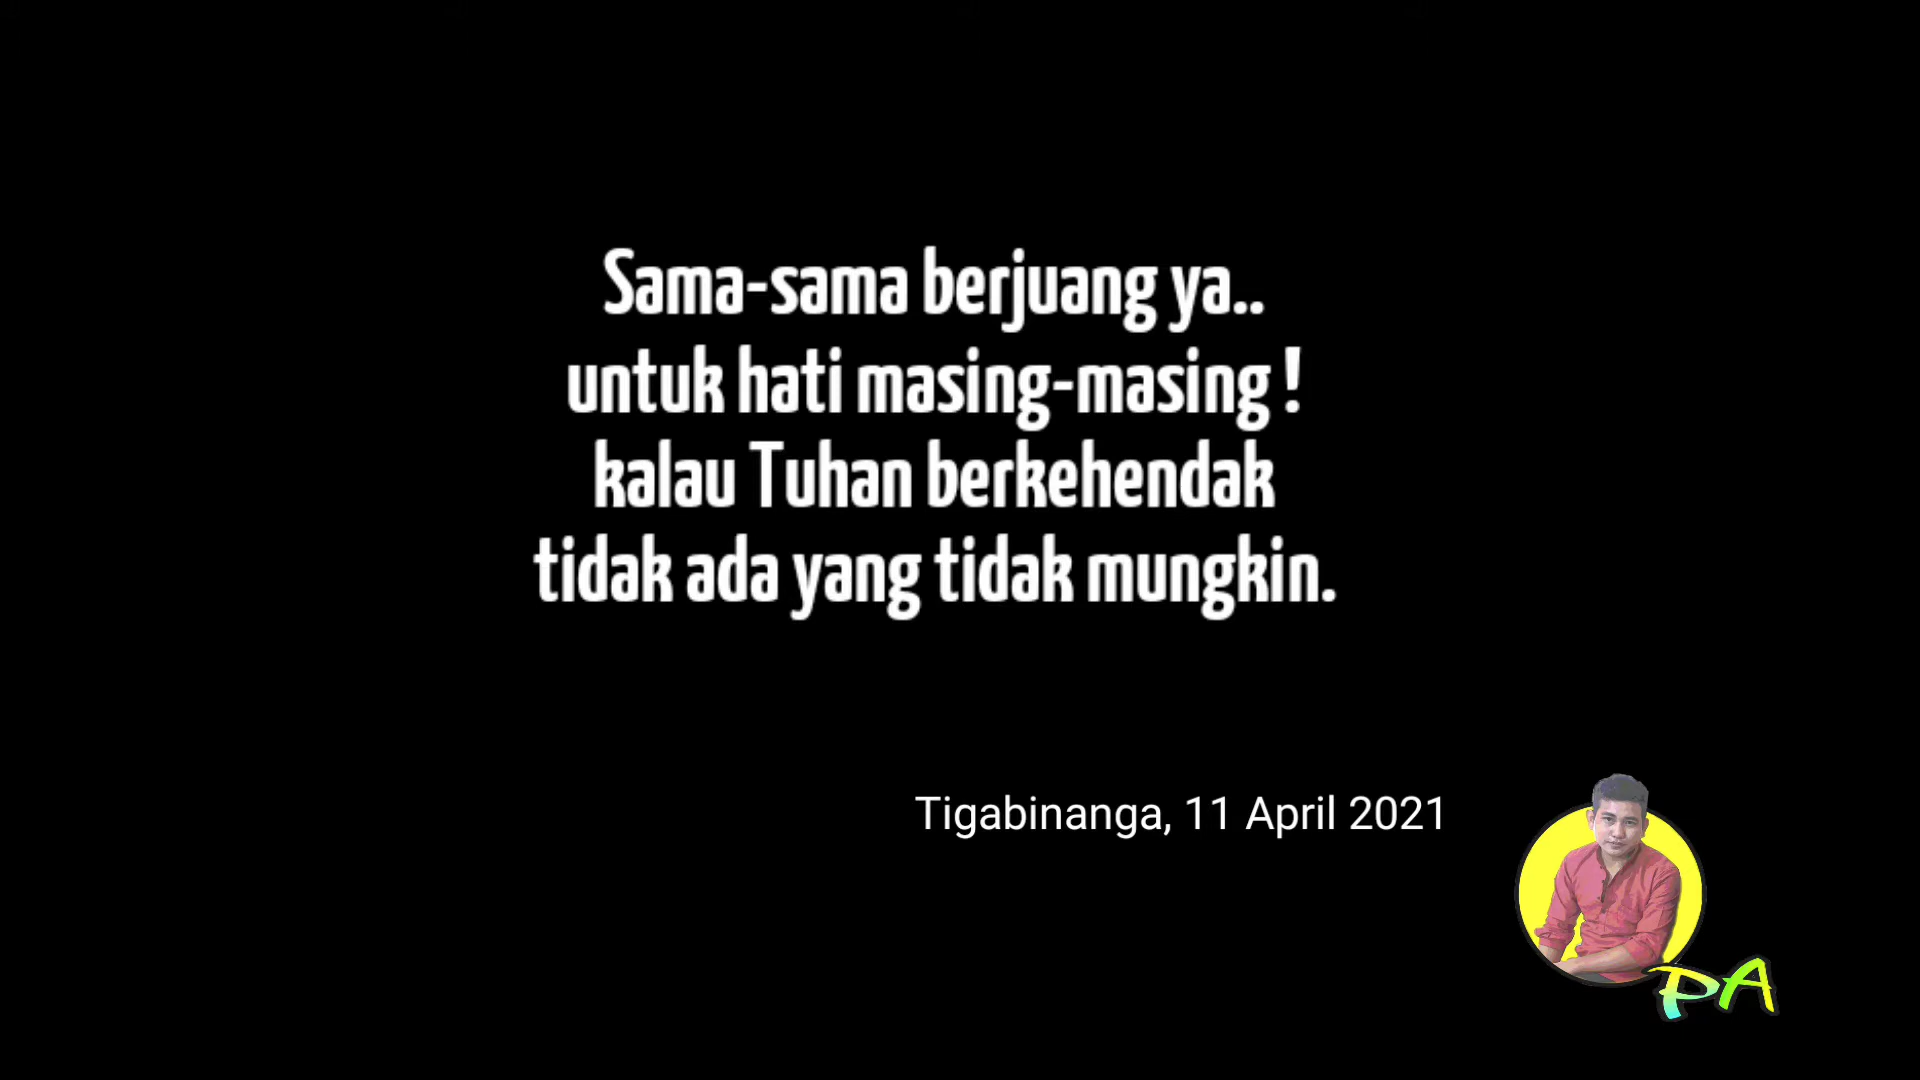 Sama-sama berjuang ya..
untuk hati masing-masing !
kalau Tuhan berkehendak
tidak ada yang tidak mungkin.
Tigabinanga, 11 April 2021
PA